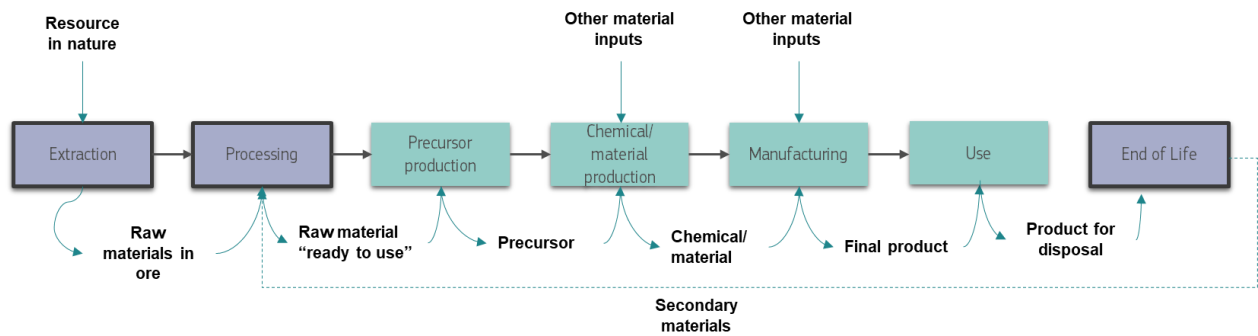 Resource
in nature
Other material
inputs
Other material
inputs
Extraction
Processing
Precursor
production
Chemical/
material
production
Manufacturing
Use
End of Life
Raw
materials in
ore
Raw material
“ready to use”
Precursor
Chemical/
material
Final product
Product for
disposal
Secondary
materials